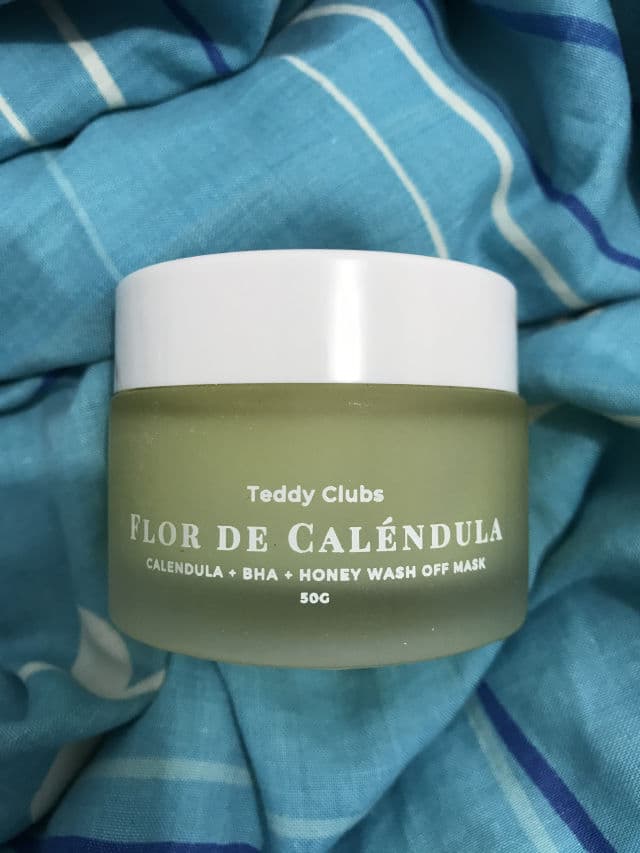 Teddy Clubs
FLOR DE CALÉNDULA
CALENDULA + BHA + HONEY WASH OFF MASK
50G